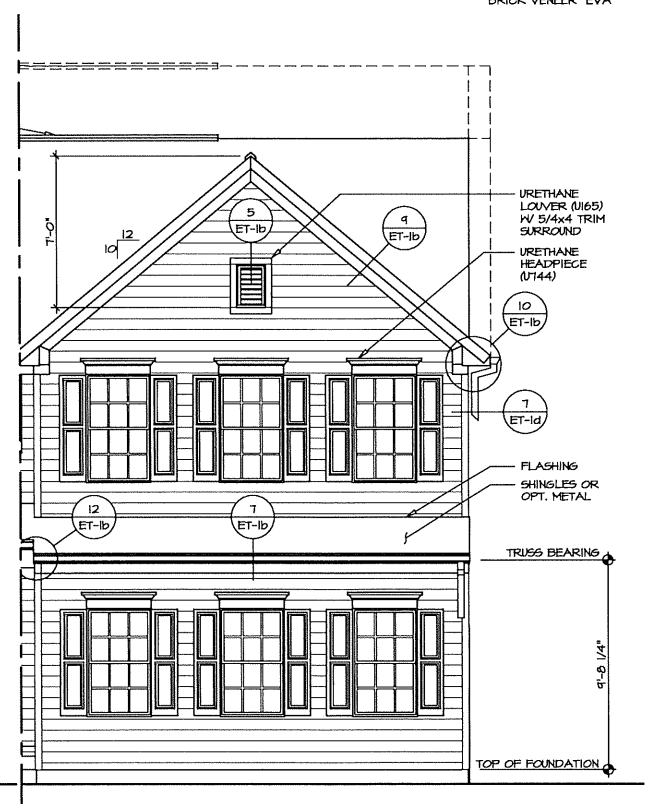 BRICK VENEER EVA
URETHANE
LOUVER (U165)
W/ 5/4x4 TRIM
SURROUND
URETHANE
HEADPIECE
(U744)
5
ET-1b
9
ET-1b
7'-0"
12
10
10
ET-1b
7
ET-1d
FLASHING
SHINGLES OR
OPT. METAL
12
ET-1b
7
ET-1b
TRUSS BEARING
9'-8 1/4"
TOP OF FOUNDATION